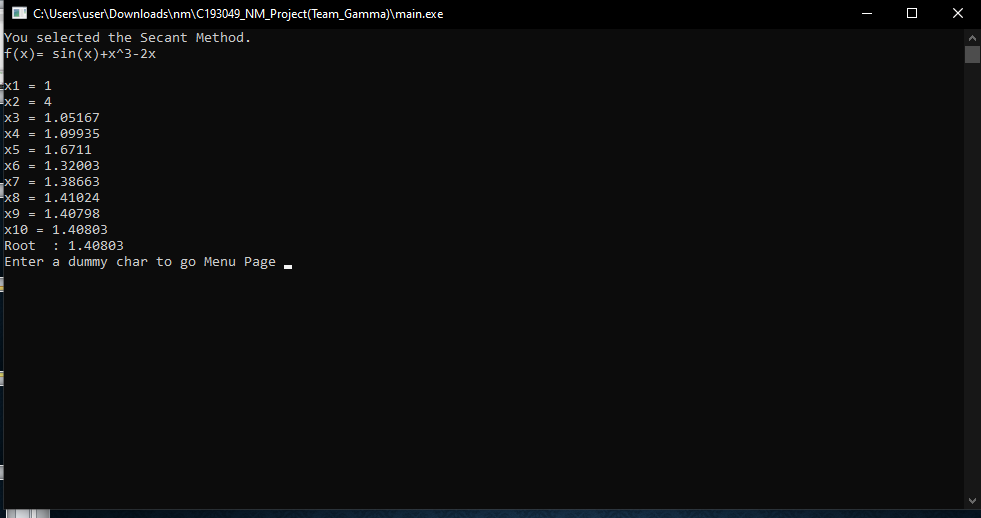 C:\Users\user\Downloads\nm\C193049_NM_Project(Team_Gamma)\main.exe
You selected the Secant Method.
f(x)= sin(x)+x^3-2x
x1 = 1
x2 = 4
x3 = 1.05167
x4 = 1.09935
x5 = 1.6711
x6 = 1.32003
x7 = 1.38663
x8 = 1.41024
x9 = 1.40798
x10 = 1.40803
Root  : 1.40803
Enter a dummy char to go Menu Page